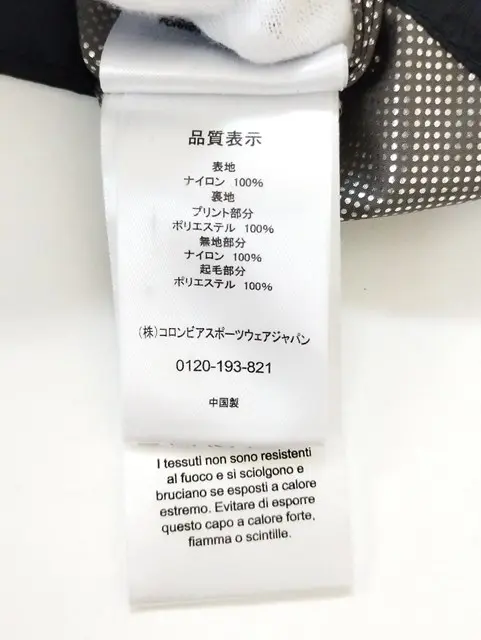 品質表示
表地
ナイロン 100%
裏地
プリント部分
ポリエステル 100%
無地部分
ナイロン 100%
起毛部分
ポリエステル 100%
(株)コロンビアスポーツウェアジャパン
0120-193-821
中国製
I tessuti non sono resistenti
al fuoco e si sciolgono e
bruciano se esposti a calore
estremo. Evitare di esporre
questo capo a calore forte,
fiamma o scintille.